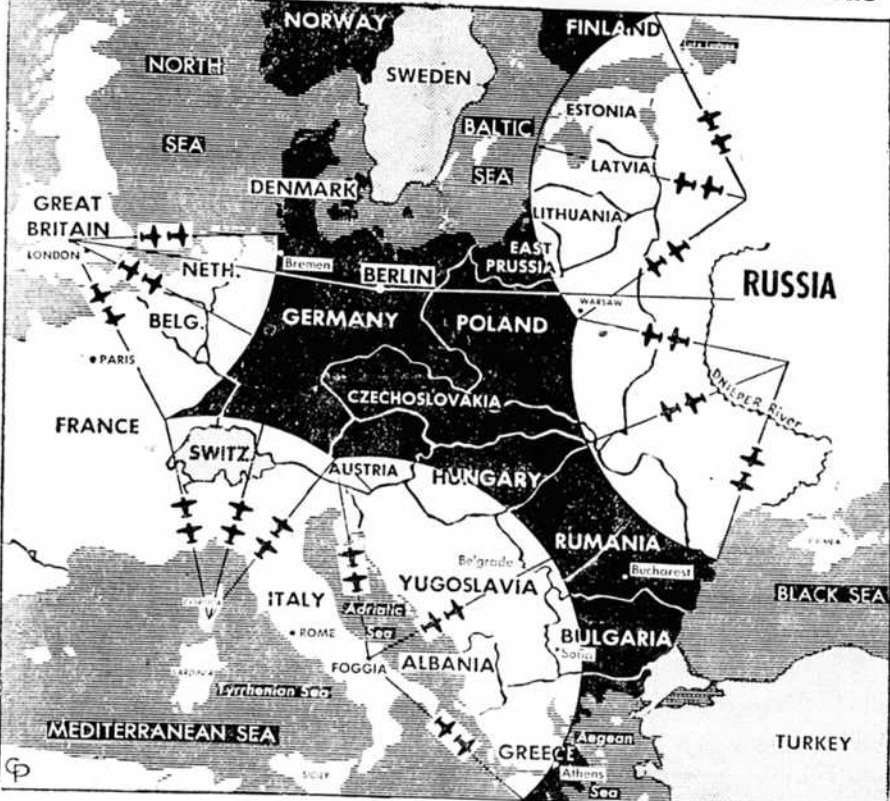 NORWAY
FINLAND
NORTH
SEA
SWEDEN
ESTONIA
BALTIC
SEA
LATVIA
DENMARK
LITHUANIA
GREAT
BRITAIN
LONDON
EAST
PRUSSIA
NETH.
Bremen
BERLIN
RUSSIA
WARSAW
BELG.
GERMANY
POLAND
PARIS
DNIEPER River
CZECHOSLOVAKIA
FRANCE
SWITZ.
AUSTRIA
HUNGARY
RUMANIA
Belgrade
Bucharest
YUGOSLAVIA
BLACK SEA
ITALY
Adriatic
Sea
ROME
BULGARIA
Sofia
FOGGIA
ALBANIA
SARDINIA
Tyrrhenian Sea
MEDITERRANEAN SEA
Aegean
Sea
GREECE
TURKEY
Athens
SICILY
CP